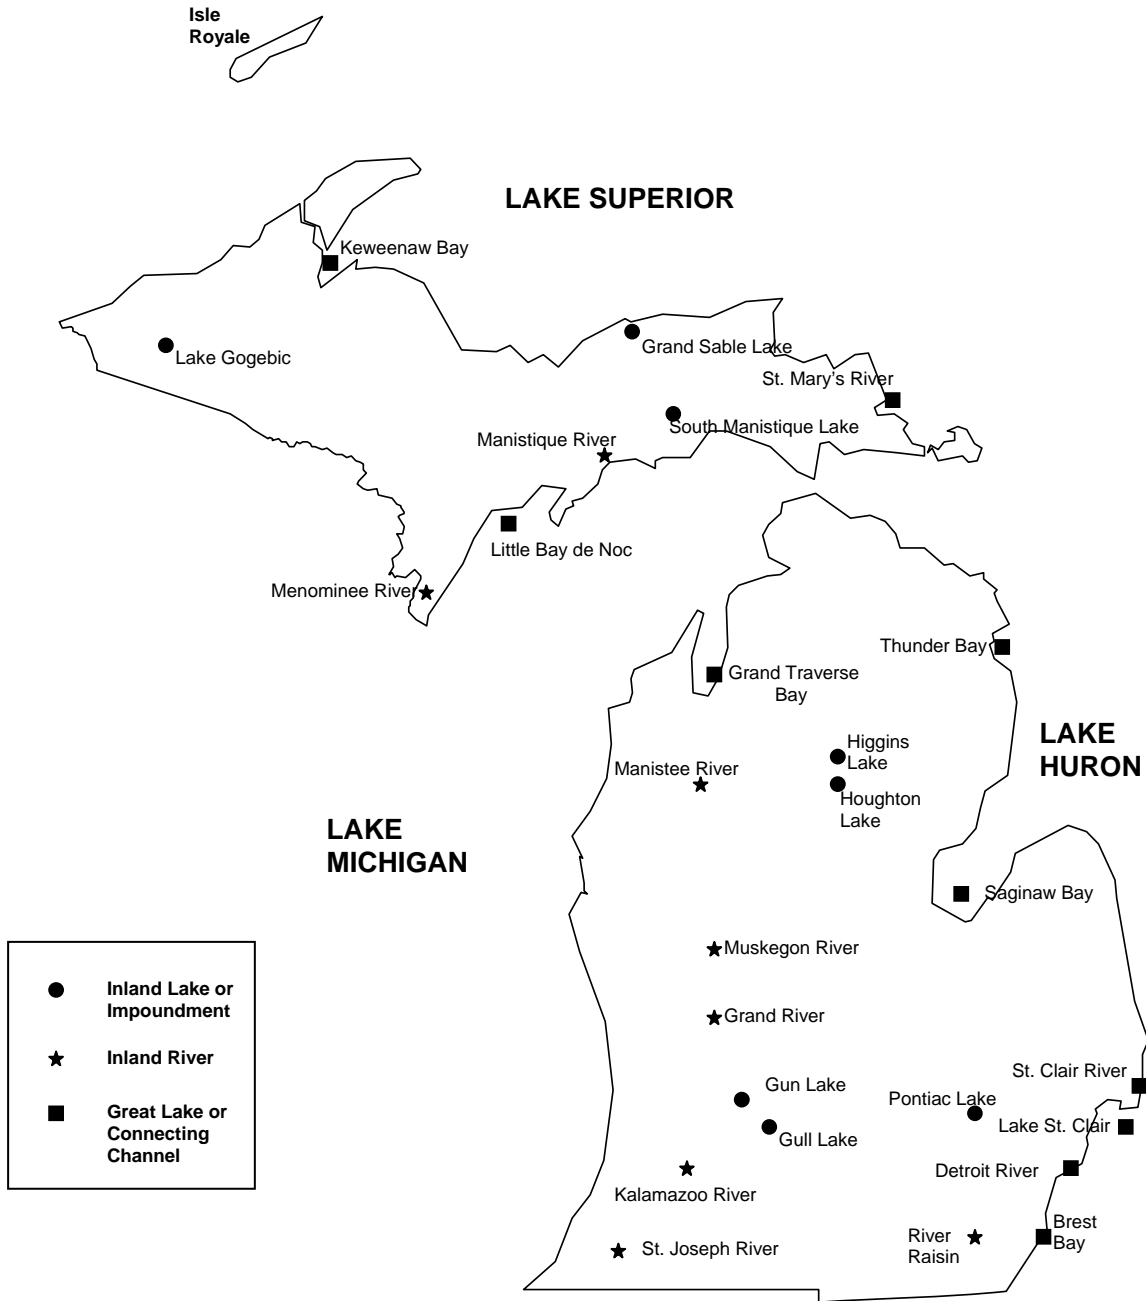 Isle
Royale
LAKE SUPERIOR
Keweenaw Bay
Lake Gogebic
Grand Sable Lake
St. Mary’s River
South Manistique Lake
Manistique River
Little Bay de Noc
Menominee River
Thunder Bay
Grand Traverse
Bay
LAKE
HURON
Higgins
Lake
Manistee River
Houghton
Lake
LAKE
MICHIGAN
Saginaw Bay
Muskegon River
Grand River
St. Clair River
Gun Lake
Pontiac Lake
Lake St. Clair
Gull Lake
Detroit River
Kalamazoo River
Brest
Bay
River
Raisin
St. Joseph River
Inland Lake or
Impoundment
Inland River
Great Lake or
Connecting
Channel